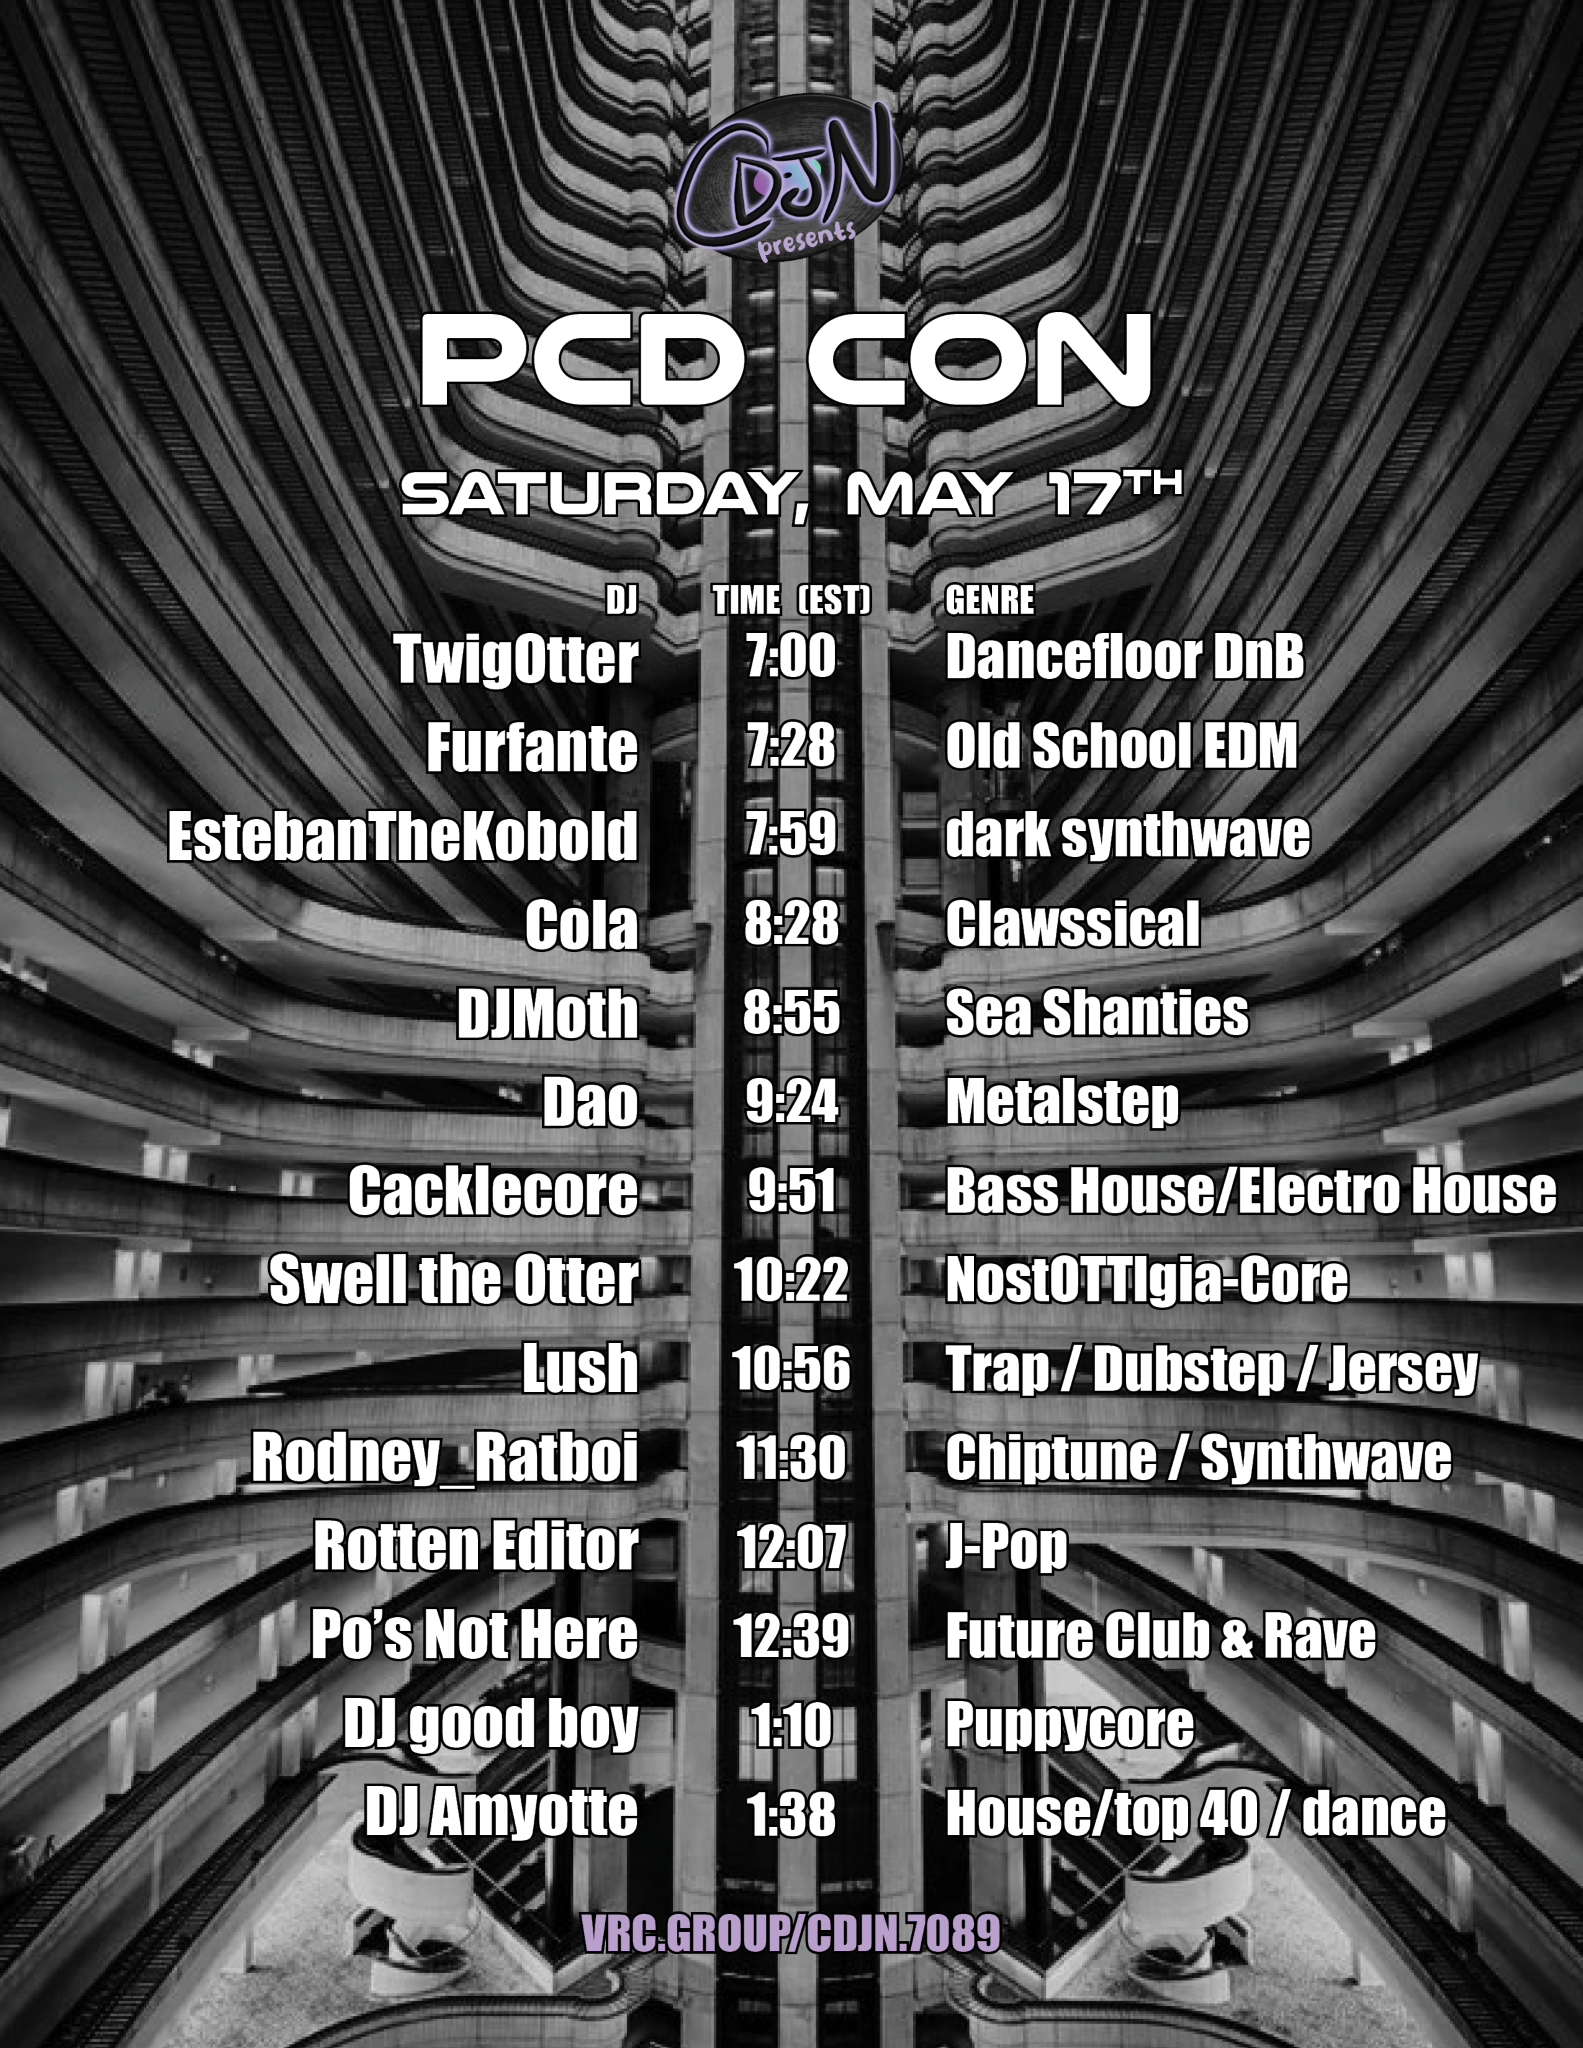 CDJN
presents
PCD CON
SATURDAY, MAY 17TH
DJ TIME (EST) GENRE
TwigOtter 7:00 Dancefloor DnB
Furfante 7:28 Old School EDM
EstebanTheKobold 7:59 dark synthwave
Cola 8:28 Clawssical
DJMoth 8:55 Sea Shanties
Dao 9:24 Metalstep
Cacklecore 9:51 Bass House/Electro House
Swell the Otter 10:22 NostOTTlgia-Core
Lush 10:56 Trap / Dubstep / Jersey
Rodney_Ratboi 11:30 Chiptune / Synthwave
Rotten Editor 12:07 J-Pop
Po’s Not Here 12:39 Future Club & Rave
DJ good boy 1:10 Puppycore
DJ Amyotte 1:38 House/top 40 / dance
VRC.GROUP/CDJN.7089